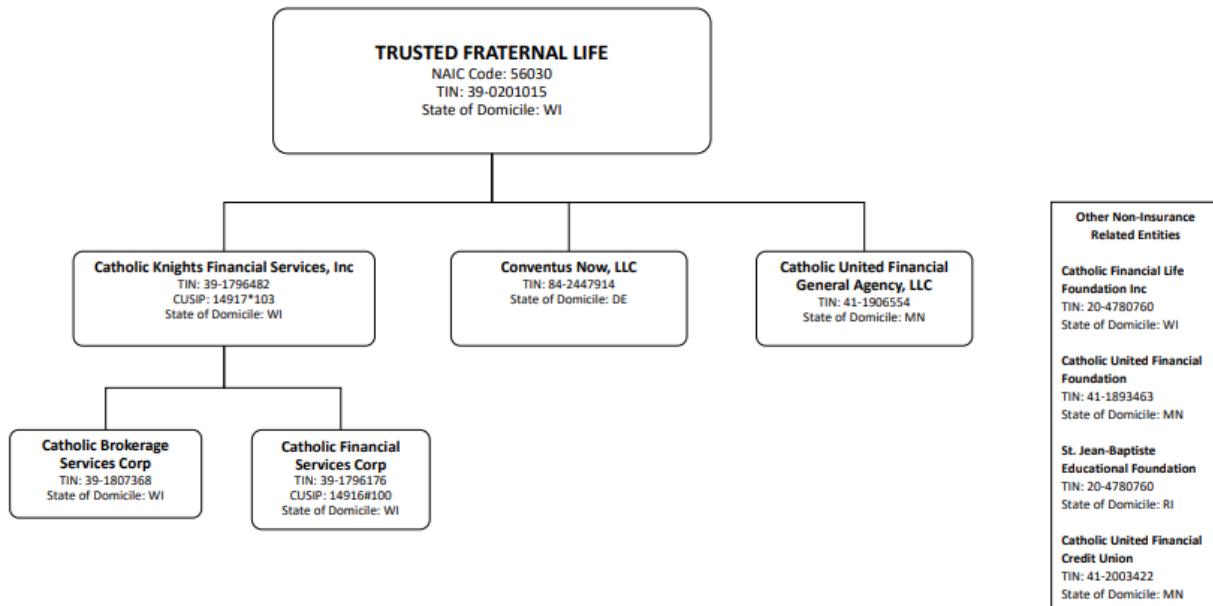 TRUSTED FRATERNAL LIFE
NAIC Code: 56030
TIN: 39-0201015
State of Domicile: WI
Catholic Knights Financial Services, Inc
TIN: 39-1796482
CUSIP: 14917*103
State of Domicile: WI
Conventus Now, LLC
TIN: 84-2447914
State of Domicile: DE
Catholic United Financial
General Agency, LLC
TIN: 41-1906554
State of Domicile: MN
Catholic Brokerage
Services Corp
TIN: 39-1807368
State of Domicile: WI
Catholic Financial
Services Corp
TIN: 39-1796176
CUSIP: 14916#100
State of Domicile: WI
Other Non-Insurance
Related Entities
Catholic Financial Life
Foundation Inc
TIN: 20-4780760
State of Domicile: WI
Catholic United Financial
Foundation
TIN: 41-1893463
State of Domicile: MN
St. Jean-Baptiste
Educational Foundation
TIN: 20-4780760
State of Domicile: RI
Catholic United Financial
Credit Union
TIN: 41-2003422
State of Domicile: MN